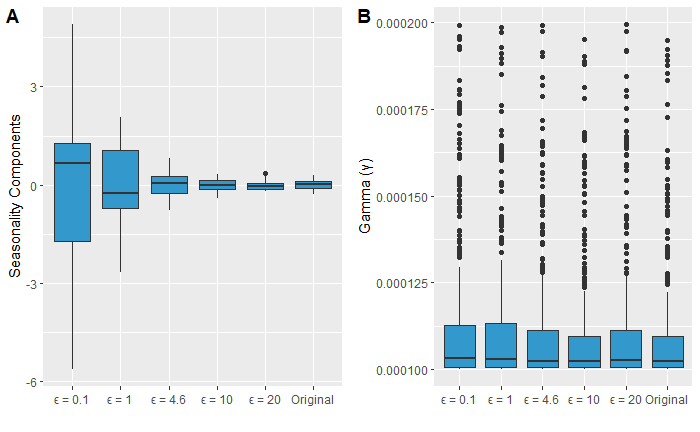 A
Seasonality Components
3
0
-3
-6
ε = 0.1 ε = 1 ε = 4.6 ε = 10 ε = 20 Original
B
Gamma (γ)
0.000200
0.000175
0.000150
0.000125
0.000100
ε = 0.1 ε = 1 ε = 4.6 ε = 10 ε = 20 Original